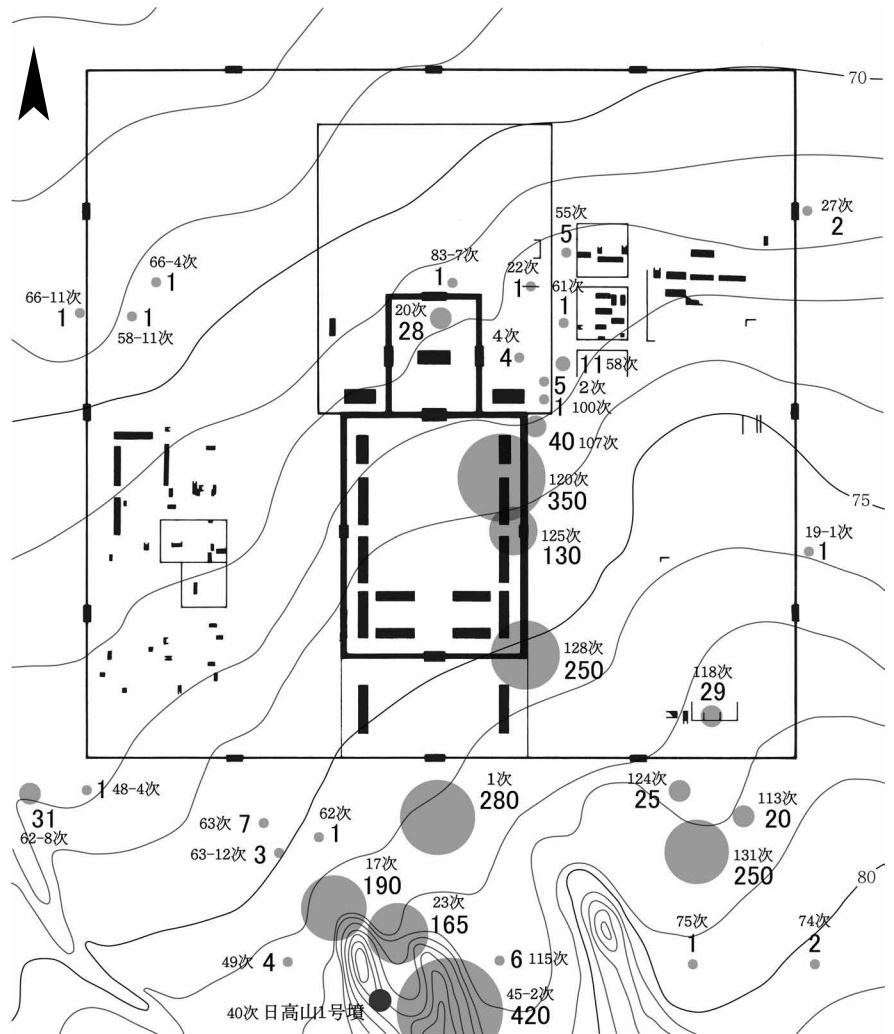 70
27次
2
55次
5
83-7次
1
22次
1
66-4次
1
66-11次
1
1
58-11次
61次
1
20次
28
4次
4
11 58次
5 2次
1 100次
40 107次
120次
350
75
125次
130
19-1次
1
128次
250
118次
29
1次
280
124次
25
113次
20
1 48-4次
31
62-8次
63次 7
62次
1
63-12次 3
131次
250
17次
190
80
23次
165
75次
1
74次
2
49次 4
6 115次
45-2次
420
40次 日高山1号墳